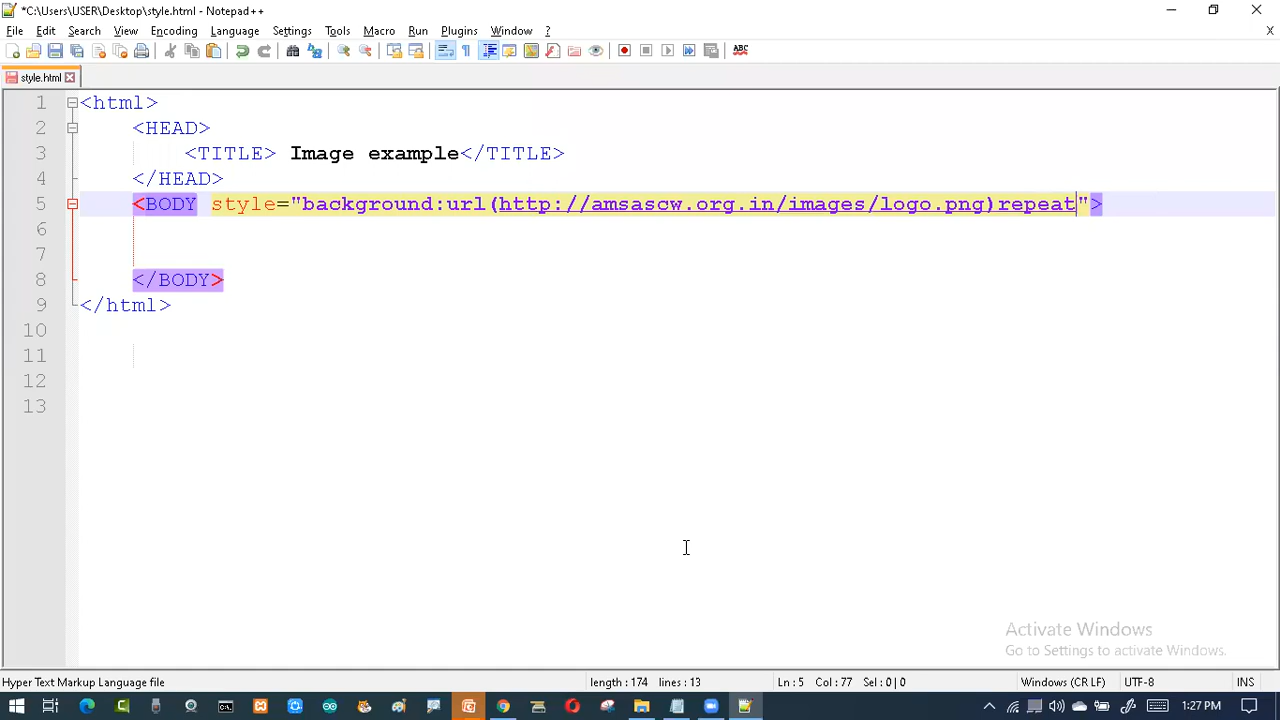 *C:\Users\USER\Desktop\style.html - Notepad++
File Edit Search View Encoding Language Settings Tools Macro Run Plugins Window ?
X
ABC
style.html
1 <html>
2 <HEAD>
3 <TITLE> Image example</TITLE>
4 </HEAD>
5 <BODY style="background:url(http://amsascw.org.in/images/logo.png)repeat">
6
7
8 </BODY>
9 </html>
10
11
12
13
Activate Windows
Go to Settings to activate Windows.
Hyper Text Markup Language file length : 174 lines : 13 Ln : 5 Col : 77 Sel : 0 | 0 Windows (CR LF) UTF-8 INS
1:27 PM